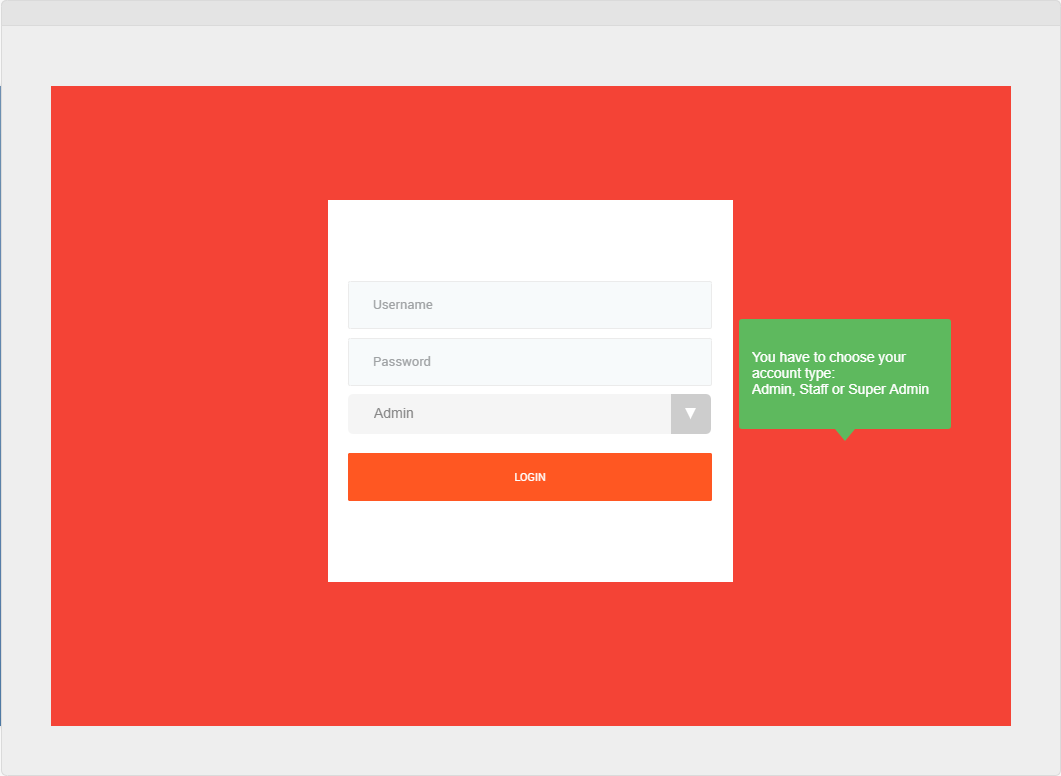 Username
Password
Admin
LOGIN
You have to choose your
account type:
Admin, Staff or Super Admin